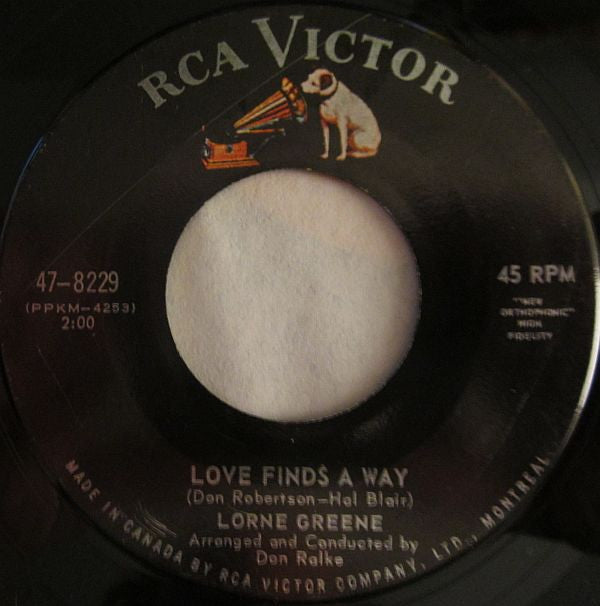 RCA VICTOR
47-8229
(PPKM-4253)
2:00
45 RPM
"NEW
ORTHOPHONIC"
HIGH
FIDELITY
LOVE FINDS A WAY
(Don Robertson-Hal Blair)
LORNE GREENE
Arranged and Conducted by
Don Ralke
MADE IN CANADA BY RCA VICTOR COMPANY, LTD., MONTREAL